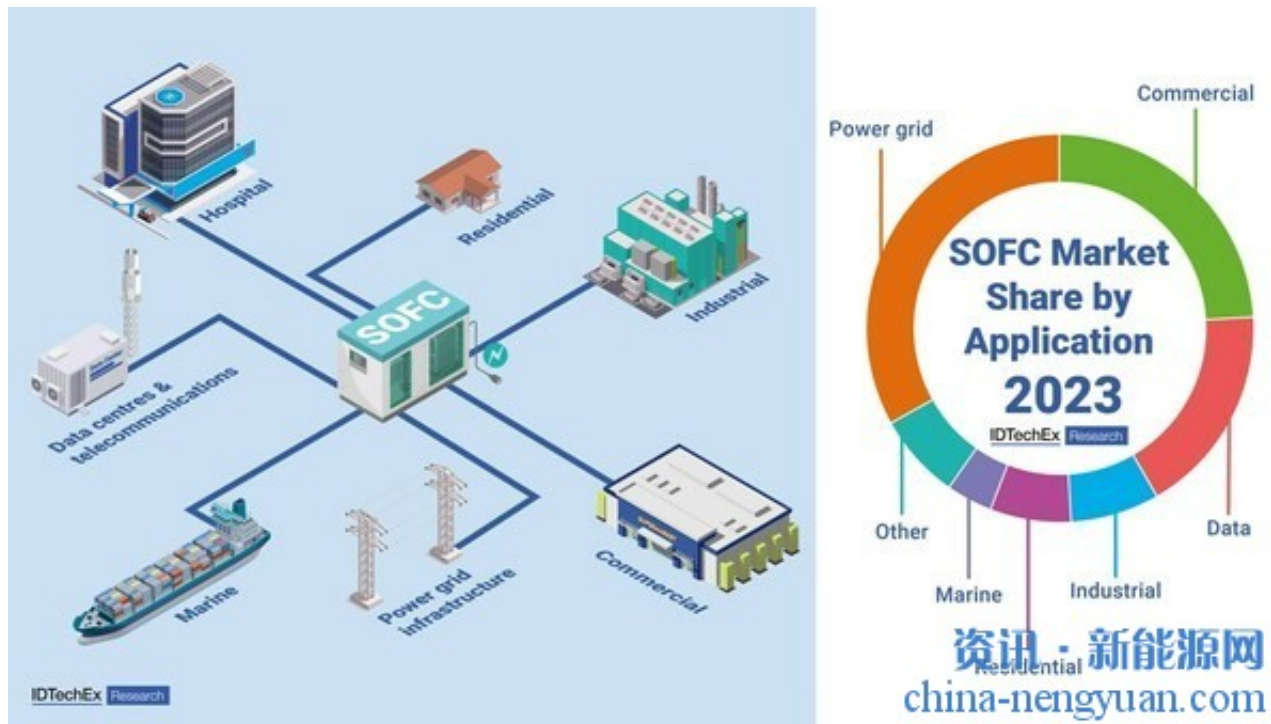 Hospital
Residential
Industrial
SOFC
Data centres &
telecommunications
Marine
Power grid
infrastructure
Commercial
IDTechEx Research
Commercial
Power grid
SOFC Market
Share by
Application
2023
IDTechEx Research
Other
Data
Marine
Industrial
Residential
资讯·新能源网
china-nengyuan.com